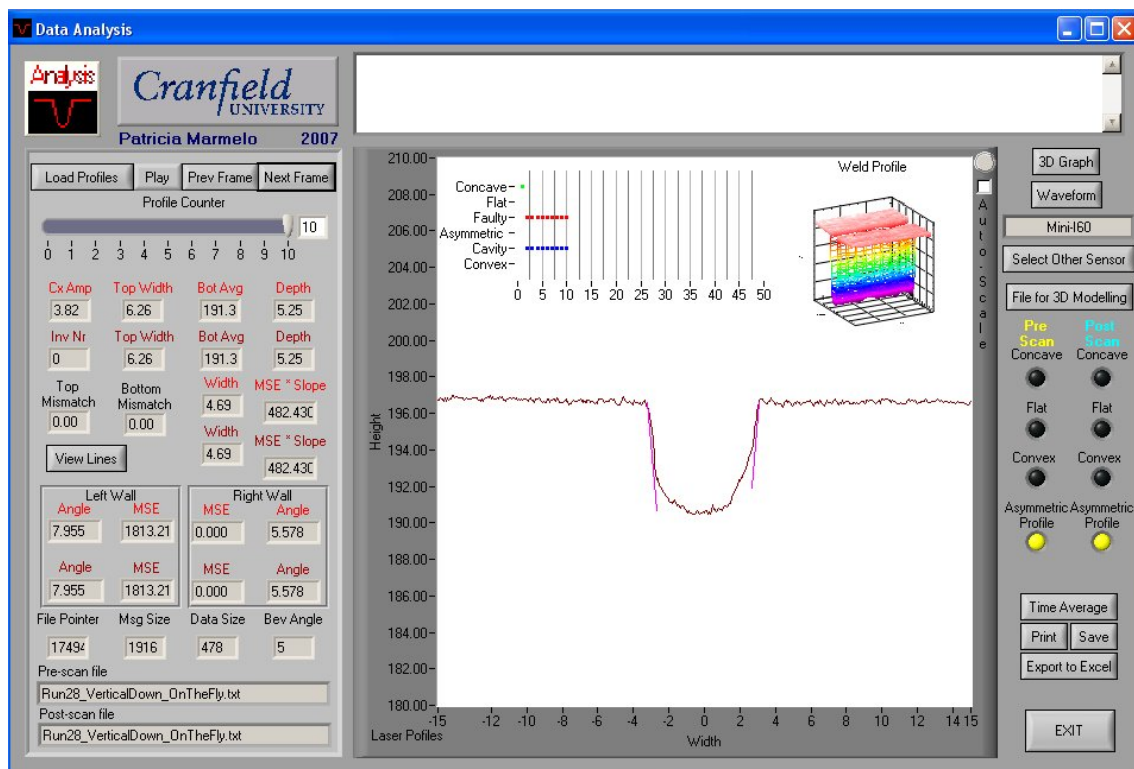 Data Analysis
Analysis
Cranfield
UNIVERSITY
Patricia Marmelo 2007
Load Profiles Play Prev Frame Next Frame
Profile Counter
10
0 1 2 3 4 5 6 7 8 9 10
Cx Amp Top Width Bot Avg Depth
3.82 6.26 191.3 5.25
Inv Nr Top Width Bot Avg Depth
0 6.26 191.3 5.25
Top Mismatch Bottom Mismatch Width MSE * Slope
0.00 0.00 4.69 482.430
Width MSE * Slope
4.69 482.430
View Lines
Left Wall Right Wall
Angle MSE MSE Angle
7.955 1813.21 0.000 5.578
Angle MSE MSE Angle
7.955 1813.21 0.000 5.578
File Pointer Msg Size Data Size Bev Angle
17494 1916 478 5
Pre-scan file
Run28_VerticalDown_OnTheFly.txt
Post-scan file
Run28_VerticalDown_OnTheFly.txt
210.00
208.00
206.00
204.00
202.00
200.00
198.00
196.00
194.00
192.00
190.00
188.00
186.00
184.00
182.00
180.00
Height
-15 -12 -10 -8 -6 -4 -2 0 2 4 6 8 10 12 14 15
Laser Pofiles
Width
Concave
Flat
Faulty
Asymmetric
Cavity
Convex
0 5 10 15 20 25 30 35 40 45 50
Weld Profile
Auto-Scale
3D Graph
Waveform
Mini-I60
Select Other Sensor
File for 3D Modelling
Pre Scan Post Scan
Concave Concave
Flat Flat
Convex Convex
Asymmetric Profile Asymmetric Profile
Time Average
Print Save
Export to Excel
EXIT